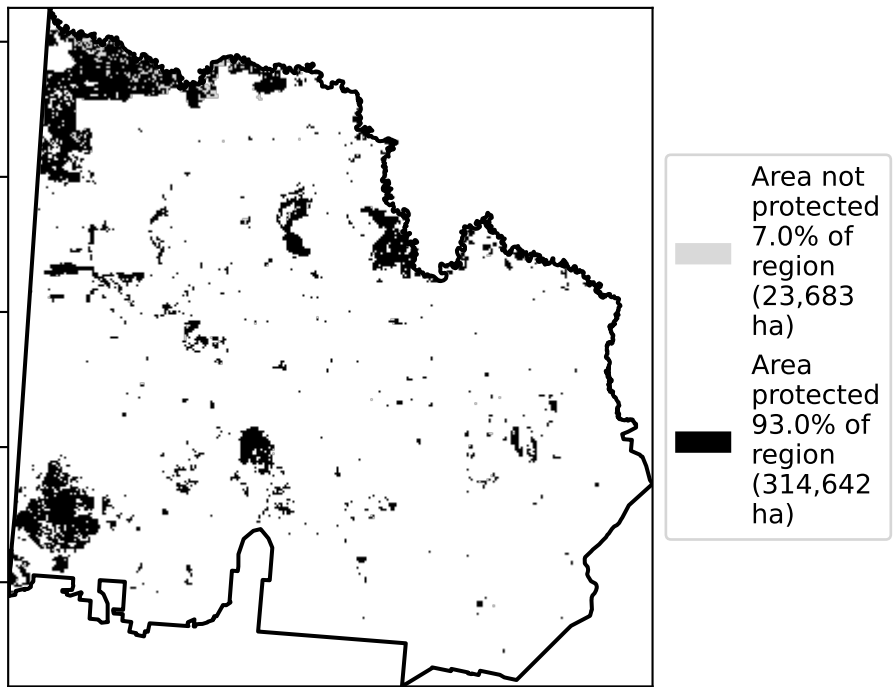 Area not
protected
7.0% of
region
(23,683
ha)
Area
protected
93.0% of
region
(314,642
ha)